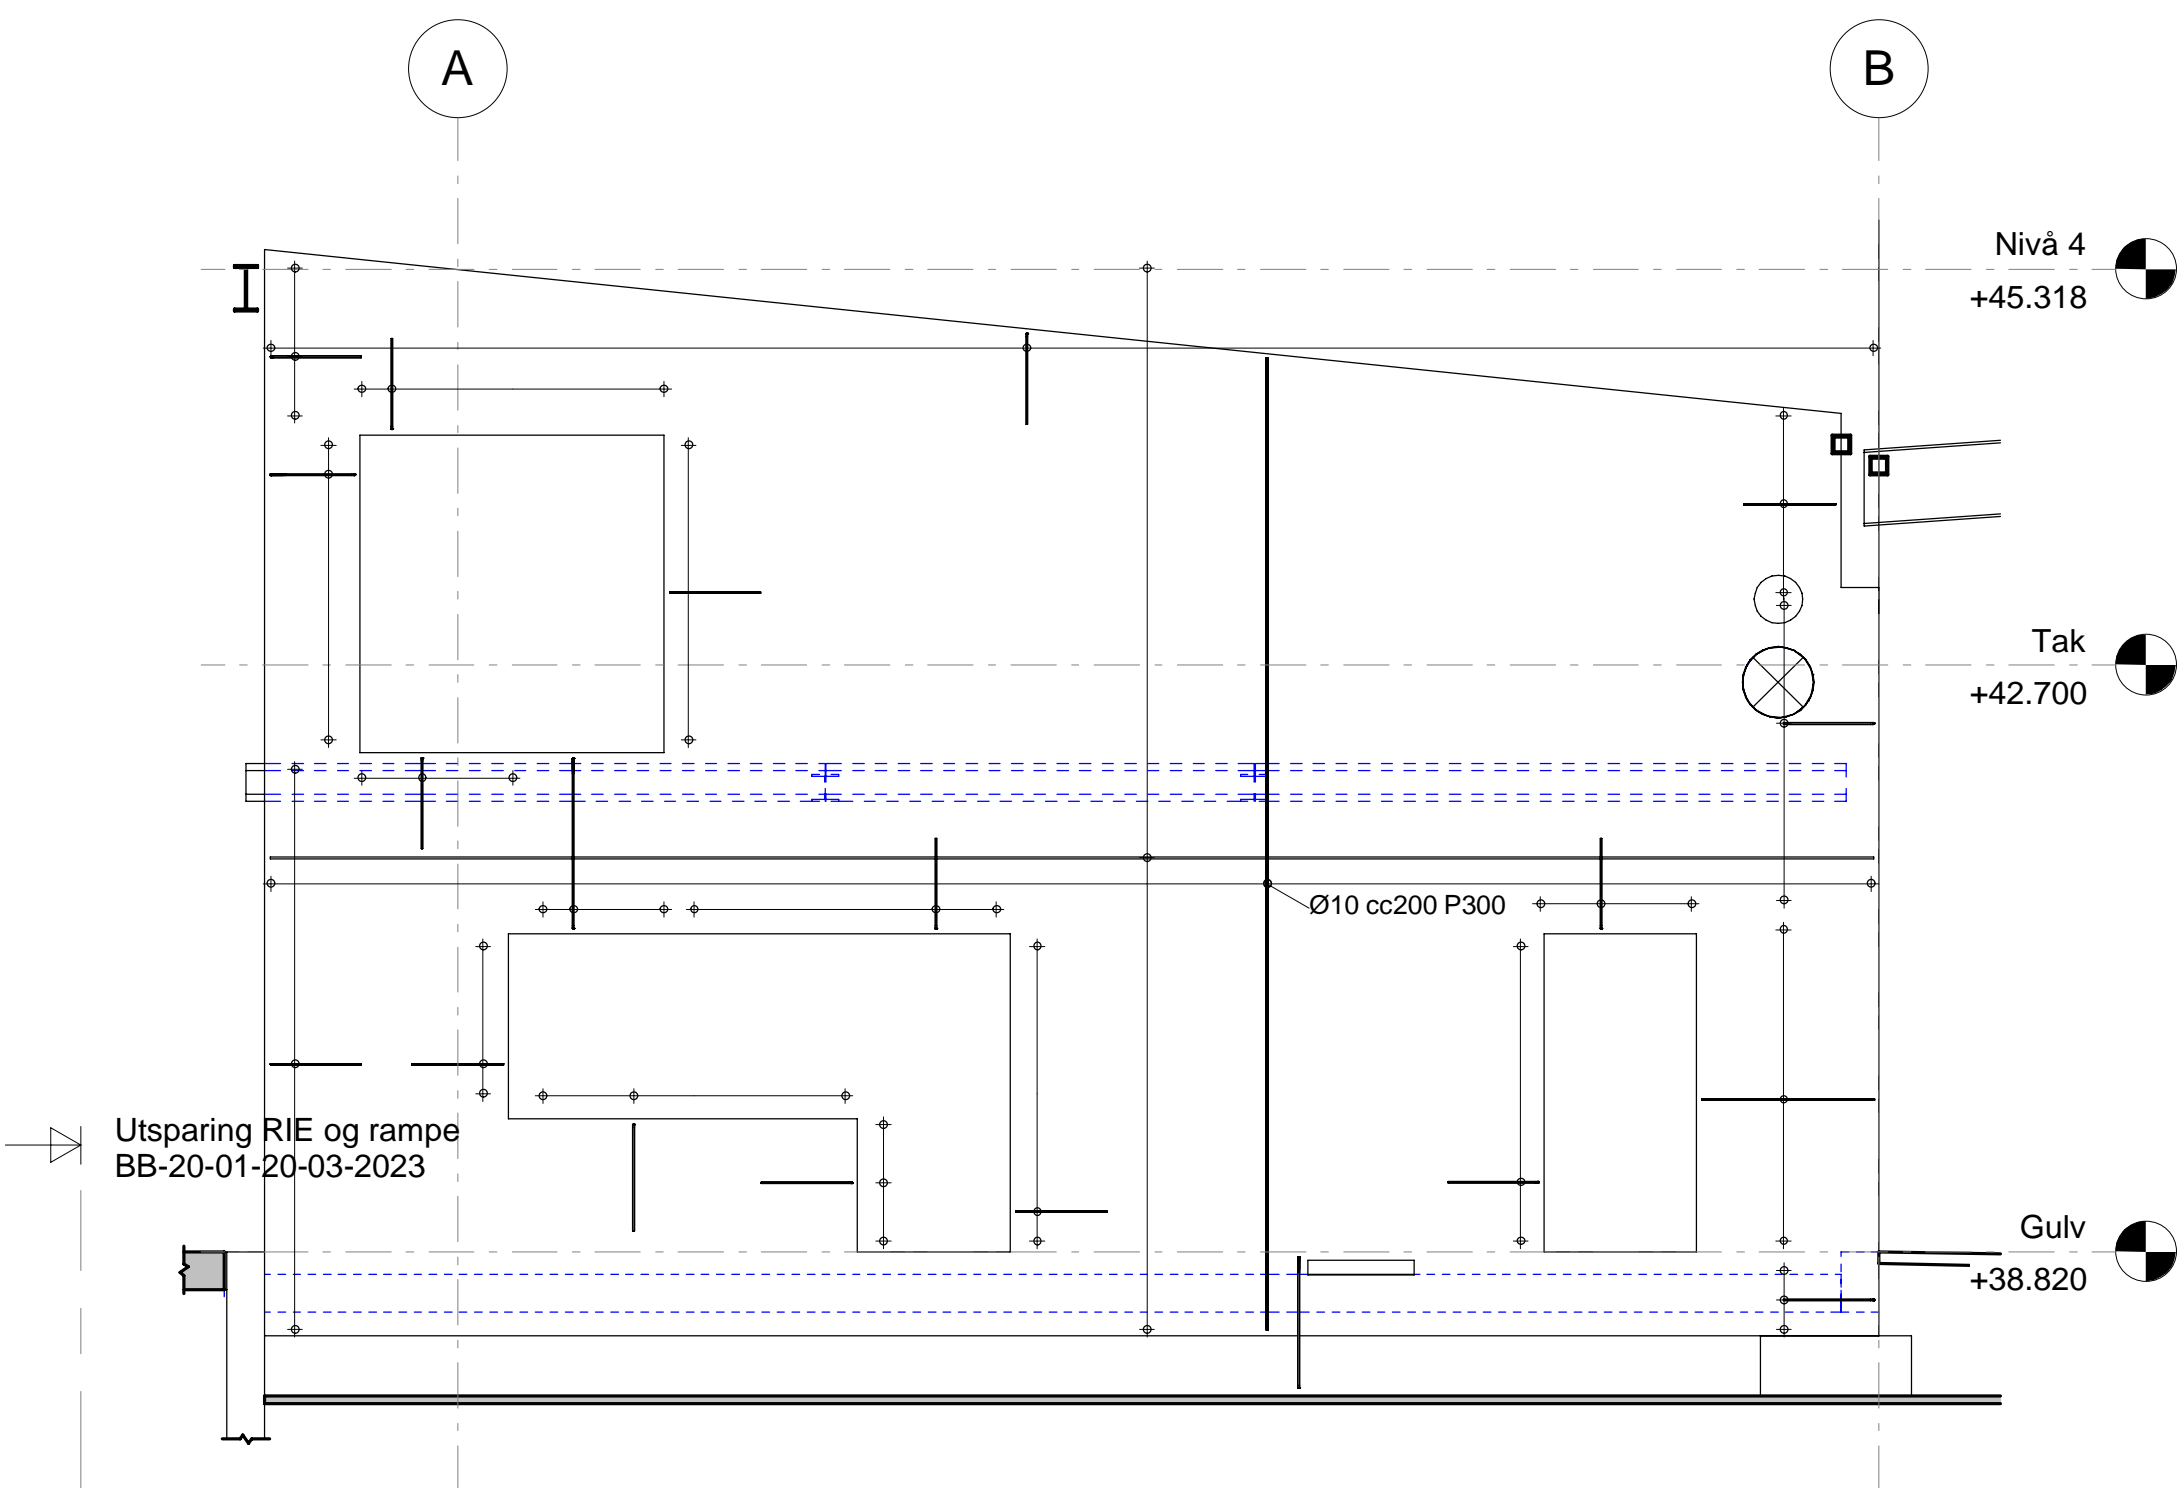 A
B
Nivå 4
+45.318
Tak
+42.700
Ø10 cc200 P300
Utsparing RIE og rampe
BB-20-01-20-03-2023
Gulv
+38.820